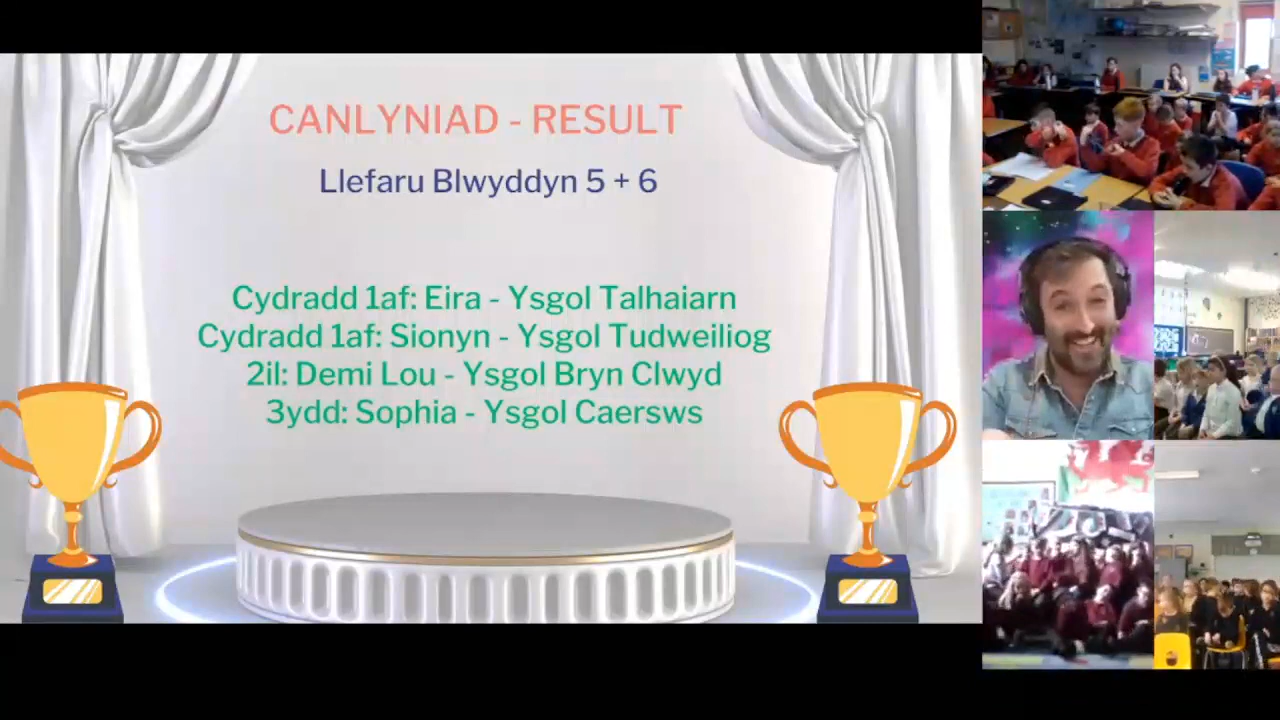 CANLYNIAD - RESULT
Llefaru Blwyddyn 5 + 6
Cydradd 1af: Eira - Ysgol Talhaiarn
Cydradd 1af: Sionyn - Ysgol Tudweiliog
2il: Demi Lou - Ysgol Bryn Clwyd
3ydd: Sophia - Ysgol Caersws